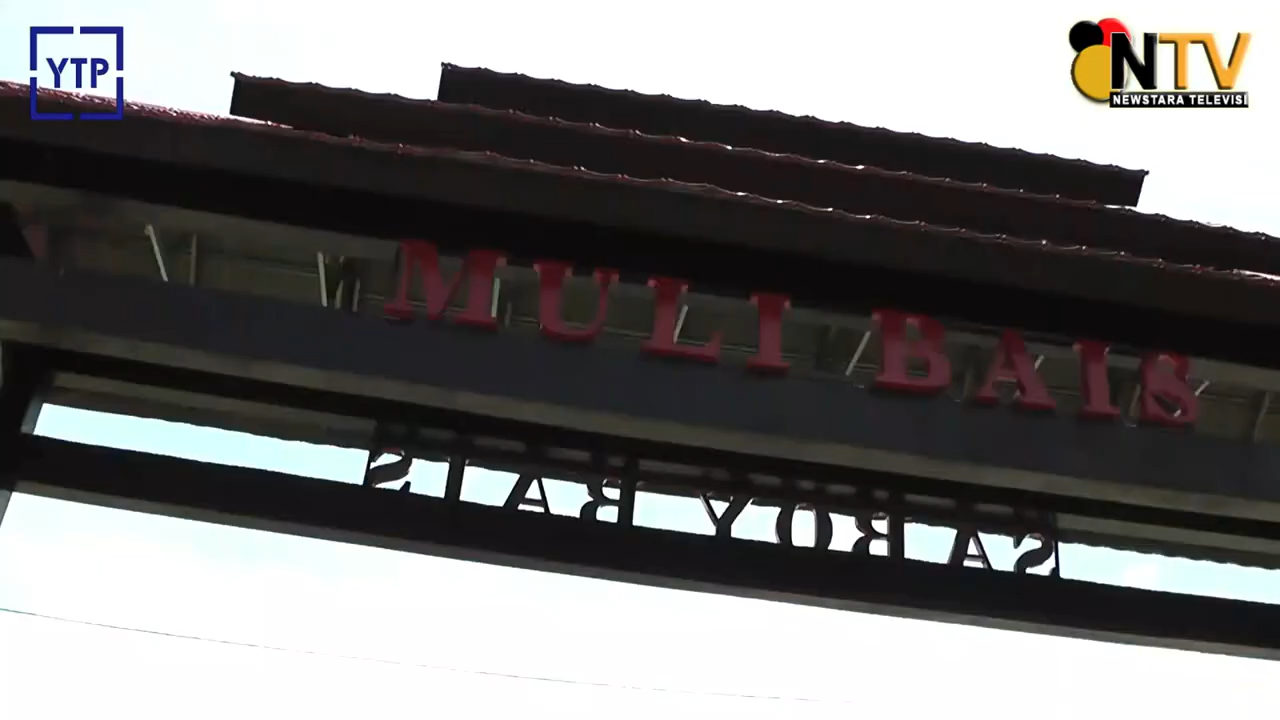 YTP
NTV
NEWSTARA TELEVISI
MULI BAIS
SABOY BAIS